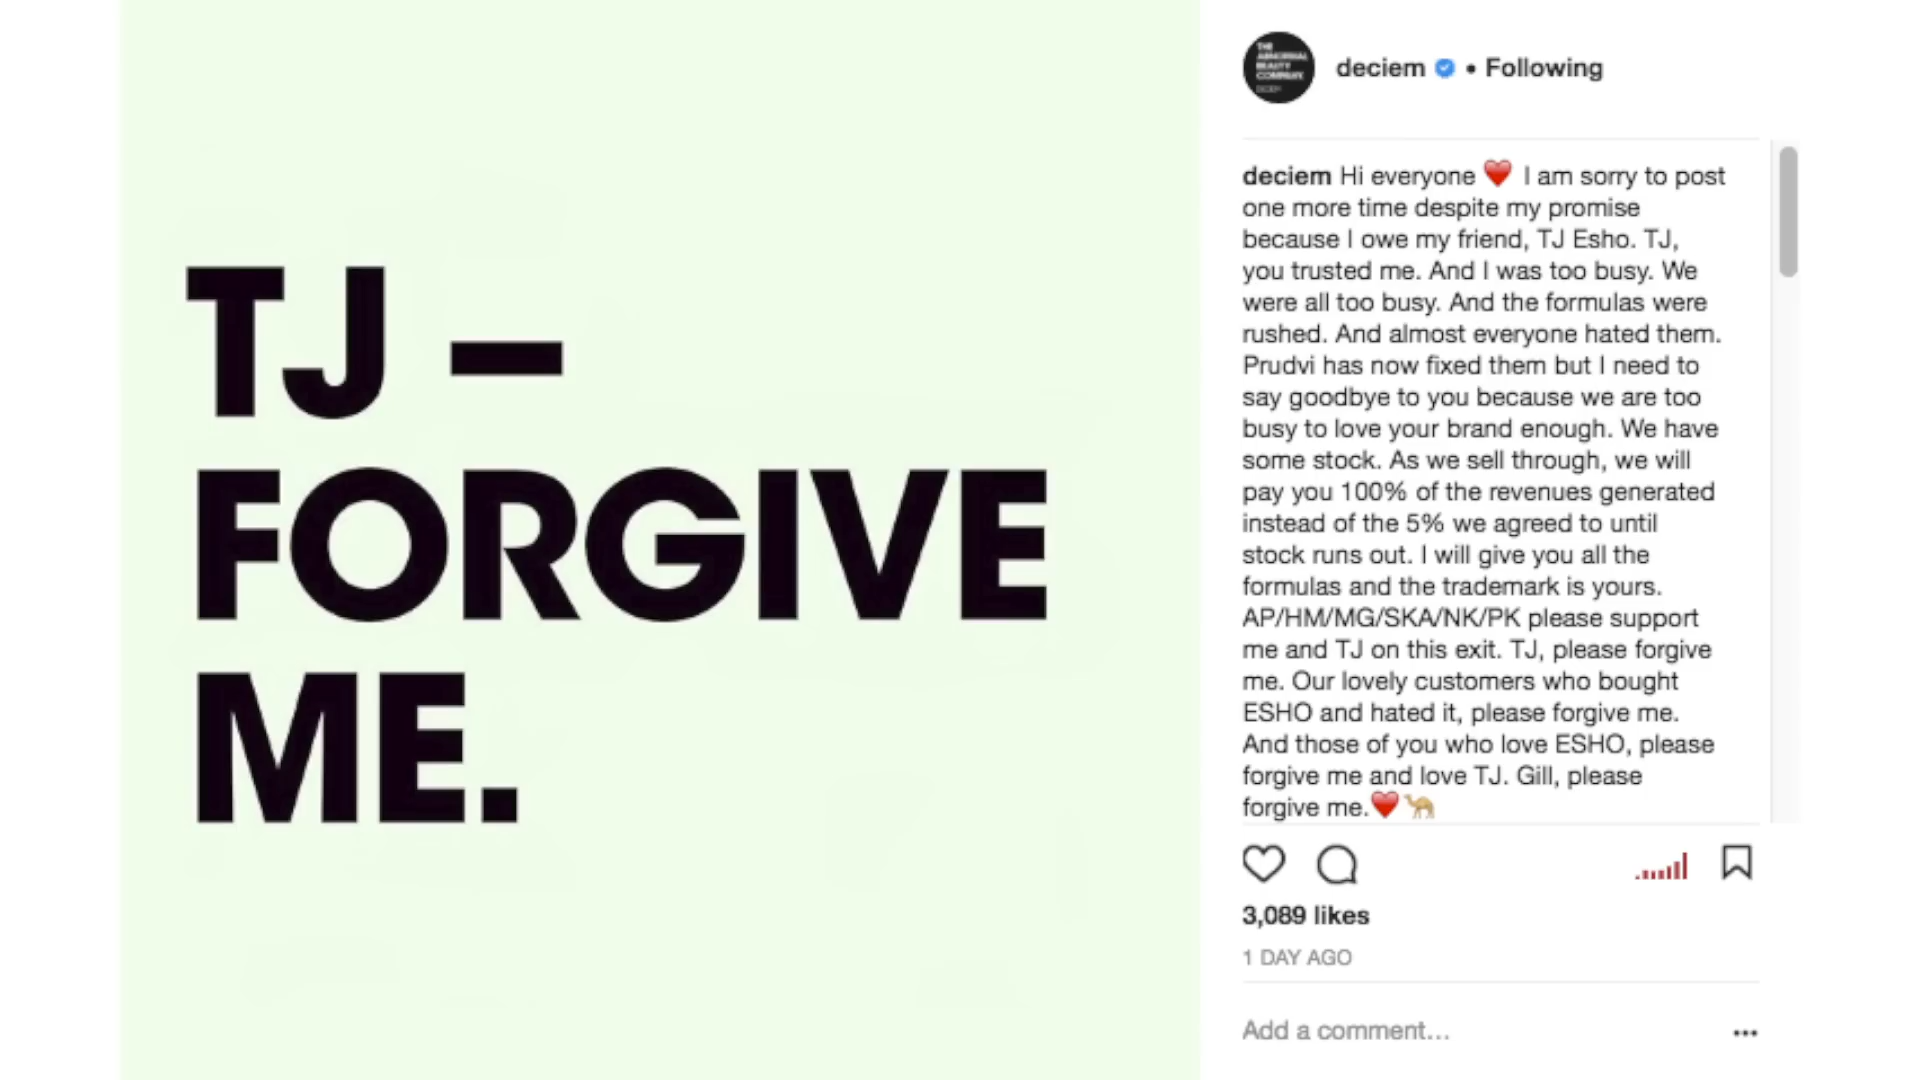 TJ –
FORGIVE
ME.
THE
ABNORMAL
BEAUTY
COMPANY.
deciem • Following
deciem Hi everyone ❤️ I am sorry to post
one more time despite my promise
because I owe my friend, TJ Esho. TJ,
you trusted me. And I was too busy. We
were all too busy. And the formulas were
rushed. And almost everyone hated them.
Prudvi has now fixed them but I need to
say goodbye to you because we are too
busy to love your brand enough. We have
some stock. As we sell through, we will
pay you 100% of the revenues generated
instead of the 5% we agreed to until
stock runs out. I will give you all the
formulas and the trademark is yours.
AP/HM/MG/SKA/NK/PK please support
me and TJ on this exit. TJ, please forgive
me. Our lovely customers who bought
ESHO and hated it, please forgive me.
And those of you who love ESHO, please
forgive me and love TJ. Gill, please
forgive me.❤️🐪
3,089 likes
1 DAY AGO
Add a comment...